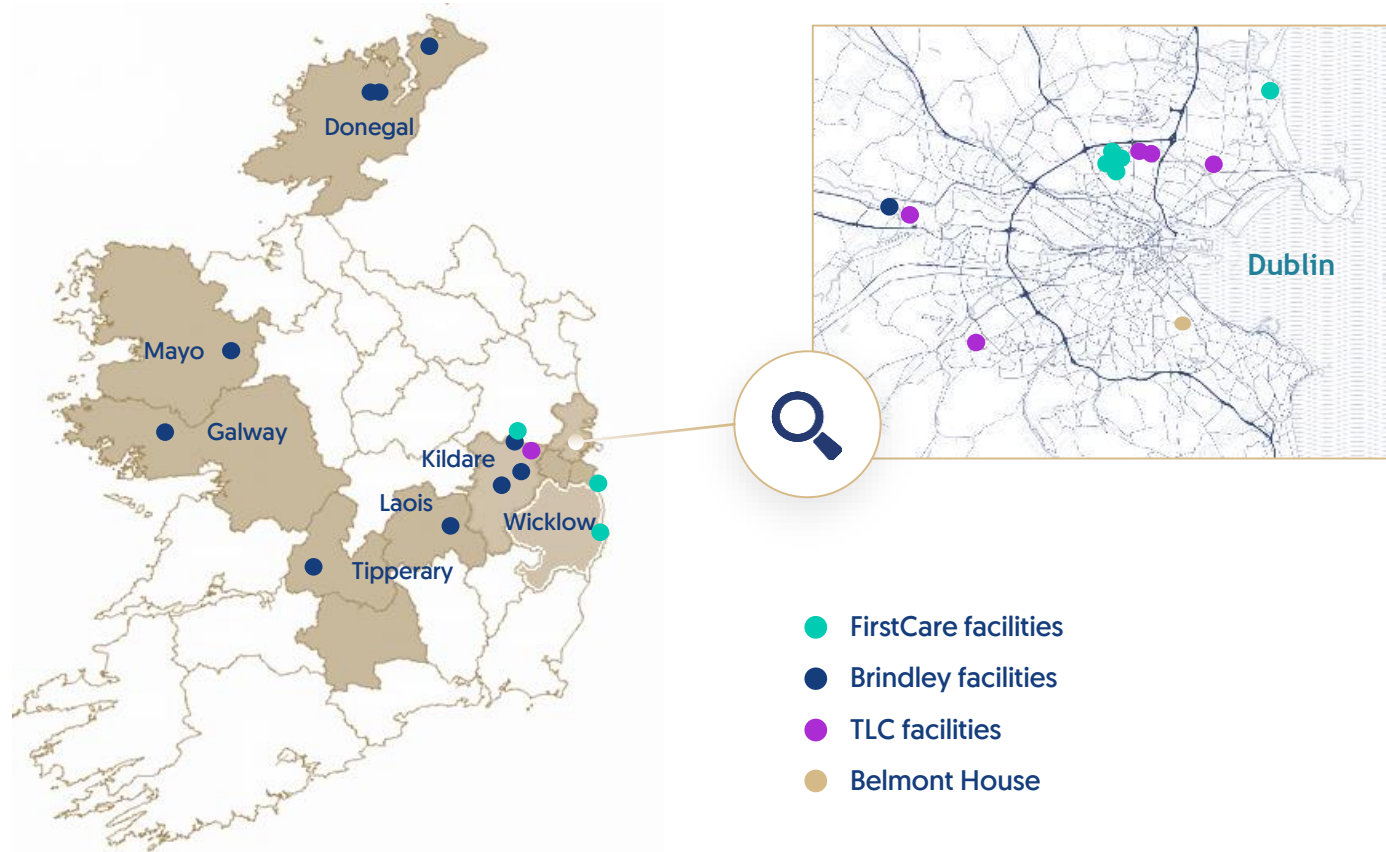 Donegal
Mayo
Galway
Kildare
Laois
Wicklow
Tipperary
Dublin
FirstCare facilities
Brindley facilities
TLC facilities
Belmont House